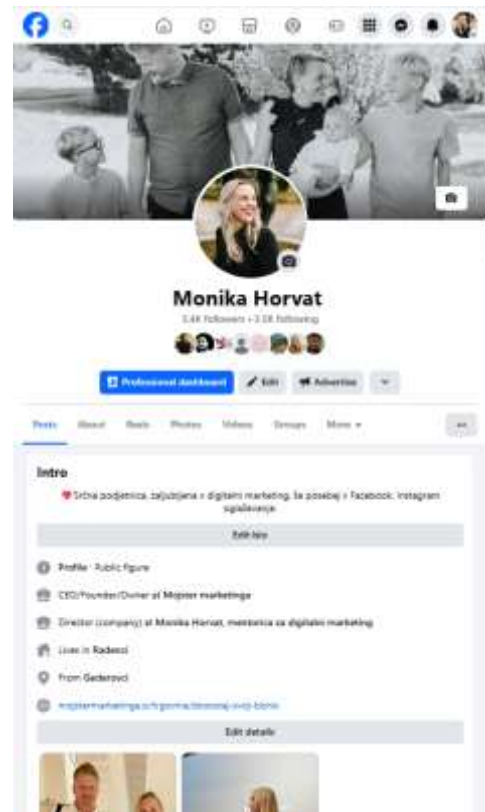 Monika Horvat
3.4K followers • 3.0K following
Professional dashboard
Edit
Advertise
Posts About Reels Photos Videos Groups More
Intro
Srčna podjetnica, zaljubljena v digitalni marketing, še posebej v Facebook, Instagram
oglaševanje.
Edit bio
Profile · Public figure
CEO/Founder/Owner at Mojster marketinga
Director (company) at Monika Horvat, mentorica za digitalni marketing
Lives in Radenci
From Gederovci
Edit details